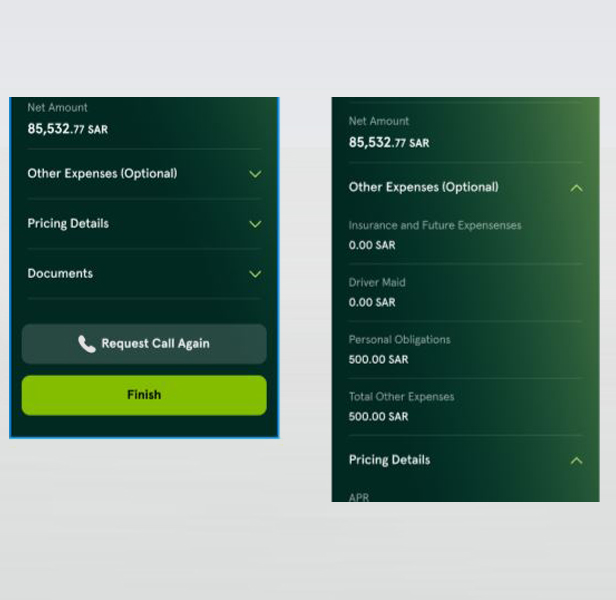 Net Amount
85,532.77 SAR
Other Expenses (Optional)
Pricing Details
Documents
Request Call Again
Finish
Net Amount
85,532.77 SAR
Other Expenses (Optional)
Insurance and Future Expensenses
0.00 SAR
Driver Maid
0.00 SAR
Personal Obligations
500.00 SAR
Total Other Expenses
500.00 SAR
Pricing Details
APR